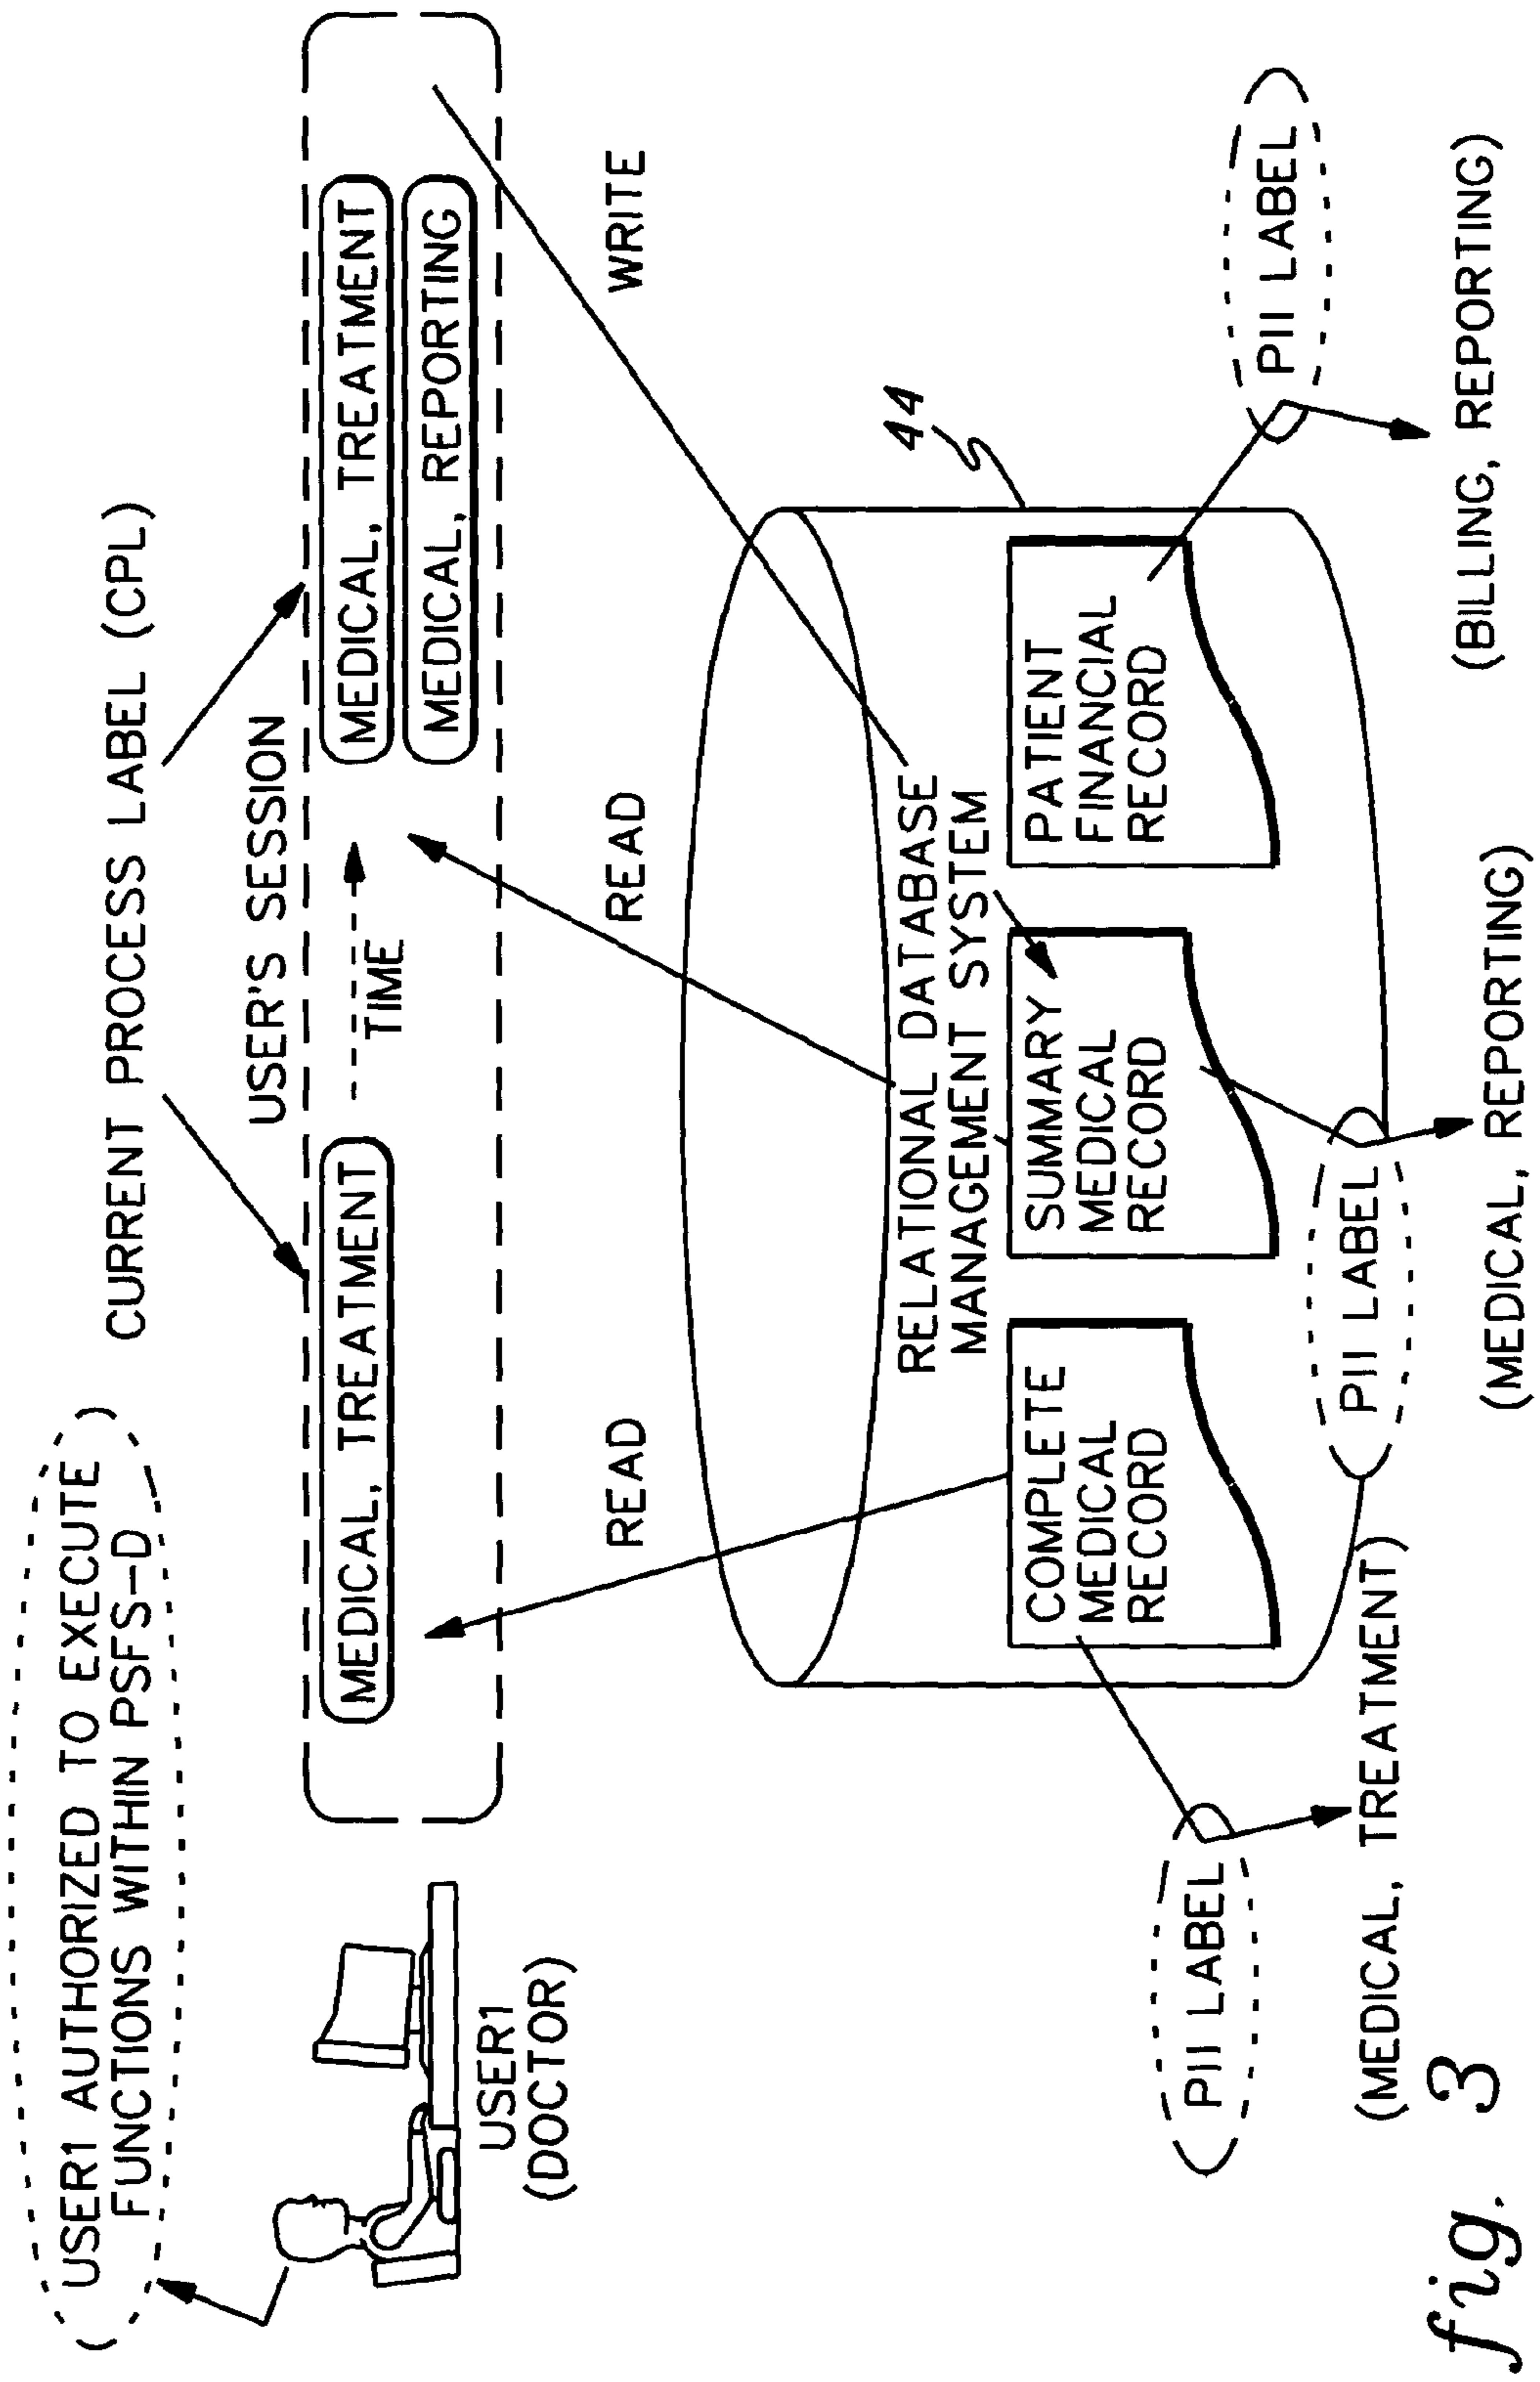 USER1 AUTHORIZED TO EXECUTE
FUNCTIONS WITHIN PSFS-D
CURRENT PROCESS LABEL (CPL)
USER'S SESSION
MEDICAL, TREATMENT
TIME
MEDICAL, TREATMENT
MEDICAL, REPORTING
USER1
(DOCTOR)
READ
READ
WRITE
44
RELATIONAL DATABASE
MANAGEMENT SYSTEM
COMPLETE
MEDICAL
RECORD
SUMMARY
MEDICAL
RECORD
PATIENT
FINANCIAL
RECORD
PII LABEL
(MEDICAL, TREATMENT)
PII LABEL
(MEDICAL, REPORTING)
PII LABEL
(BILLING, REPORTING)
fig. 3